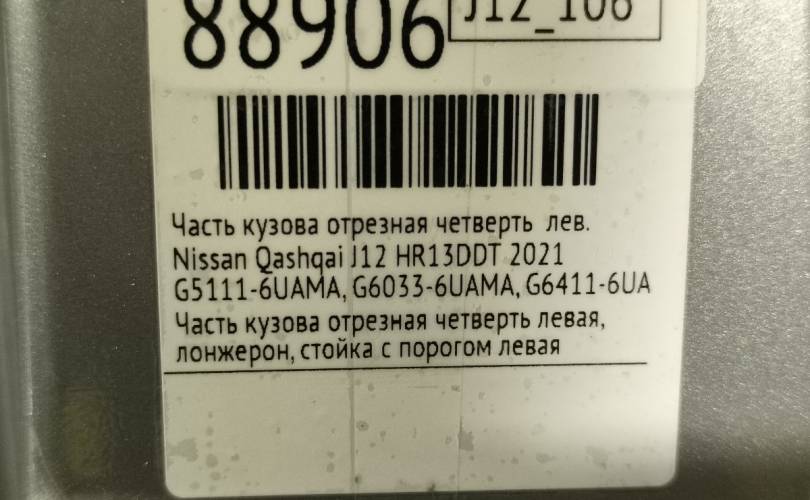 88906
J12_106
Часть кузова отрезная четверть лев.
Nissan Qashqai J12 HR13DDT 2021
G5111-6UAMA, G6033-6UAMA, G6411-6UA
Часть кузова отрезная четверть левая,
лонжерон, стойка с порогом левая